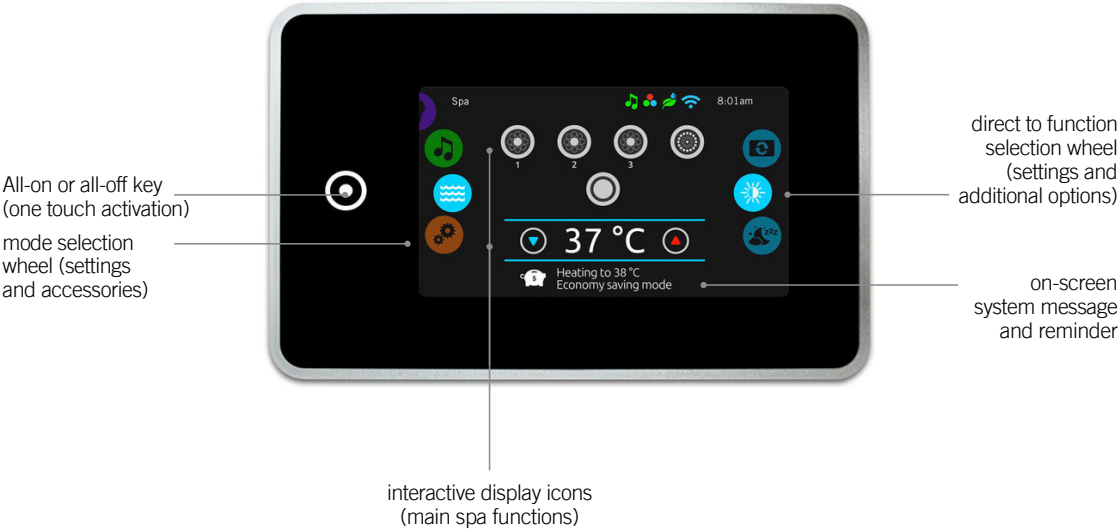 Spa
8:01am
1
2
3
37 °C
$
zzz
Heating to 38 °C
Economy saving mode
All-on or all-off key
(one touch activation)
mode selection
wheel (settings
and accessories)
direct to function
selection wheel
(settings and
additional options)
on-screen
system message
and reminder
interactive display icons
(main spa functions)